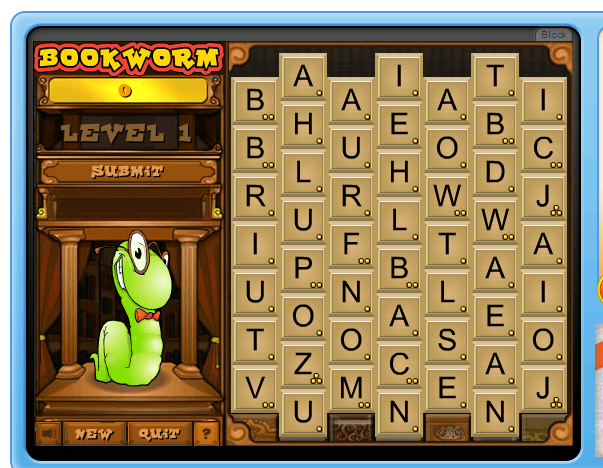 Block
BOOKWORM
0
LEVEL 1
SUBMIT
A I T
B A A I
H E B
B U O C
L H D
R R W J
U L W
I F T A
P B A
U N L I
O A E
T O S O
Z C A
V M E J
U N N
NEW QUIT ?